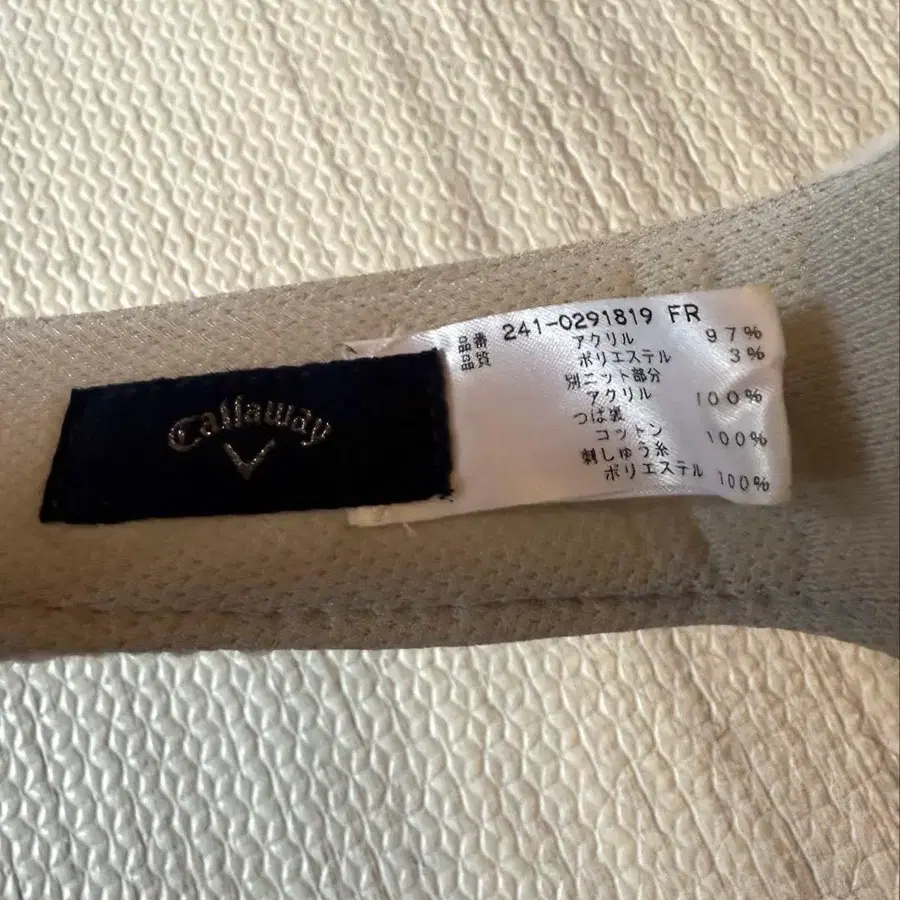 Callaway
品番 241-0291819 FR
品質 アクリル 97%
ポリエステル 3%
別ニット部分
アクリル 100%
つば裏
コットン 100%
刺しゅう糸
ポリエステル 100%